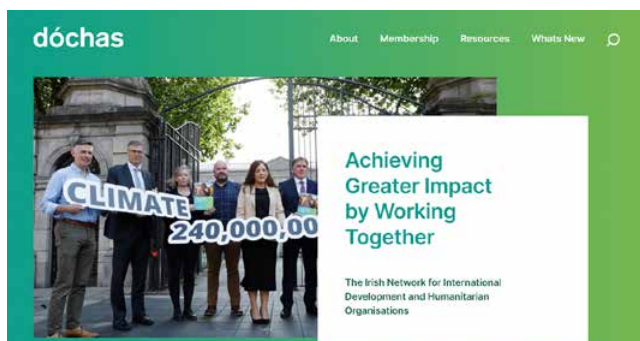 dóchas
About Membership Resources Whats New
CLIMATE
240,000,00
Achieving
Greater Impact
by Working
Together
The Irish Network for International
Development and Humanitarian
Organisations